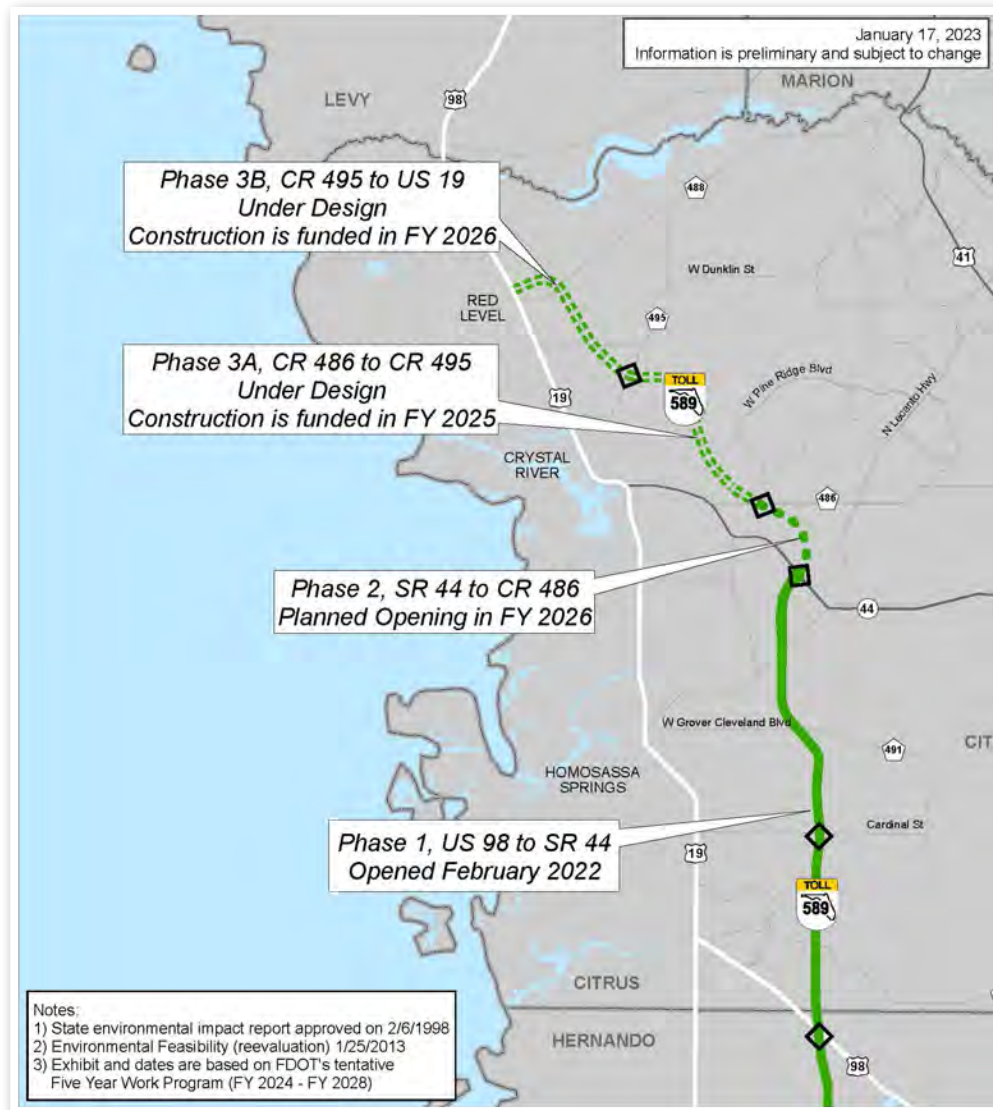 January 17, 2023
Information is preliminary and subject to change
MARION
LEVY
98
Phase 3B, CR 495 to US 19
Under Design
Construction is funded in FY 2026
488
41
W Dunklin St
RED
LEVEL
495
Phase 3A, CR 486 to CR 495
Under Design
Construction is funded in FY 2025
TOLL
589
W Pine Ridge Blvd
N Lecanto Hwy
19
CRYSTAL
RIVER
486
Phase 2, SR 44 to CR 486
Planned Opening in FY 2026
44
W Grover Cleveland Blvd
491
CIT
HOMOSASSA
SPRINGS
Cardinal St
Phase 1, US 98 to SR 44
Opened February 2022
19
TOLL
589
CITRUS
HERNANDO
98
Notes:
1) State environmental impact report approved on 2/6/1998
2) Environmental Feasibility (reevaluation) 1/25/2013
3) Exhibit and dates are based on FDOT's tentative
Five Year Work Program (FY 2024 - FY 2028)